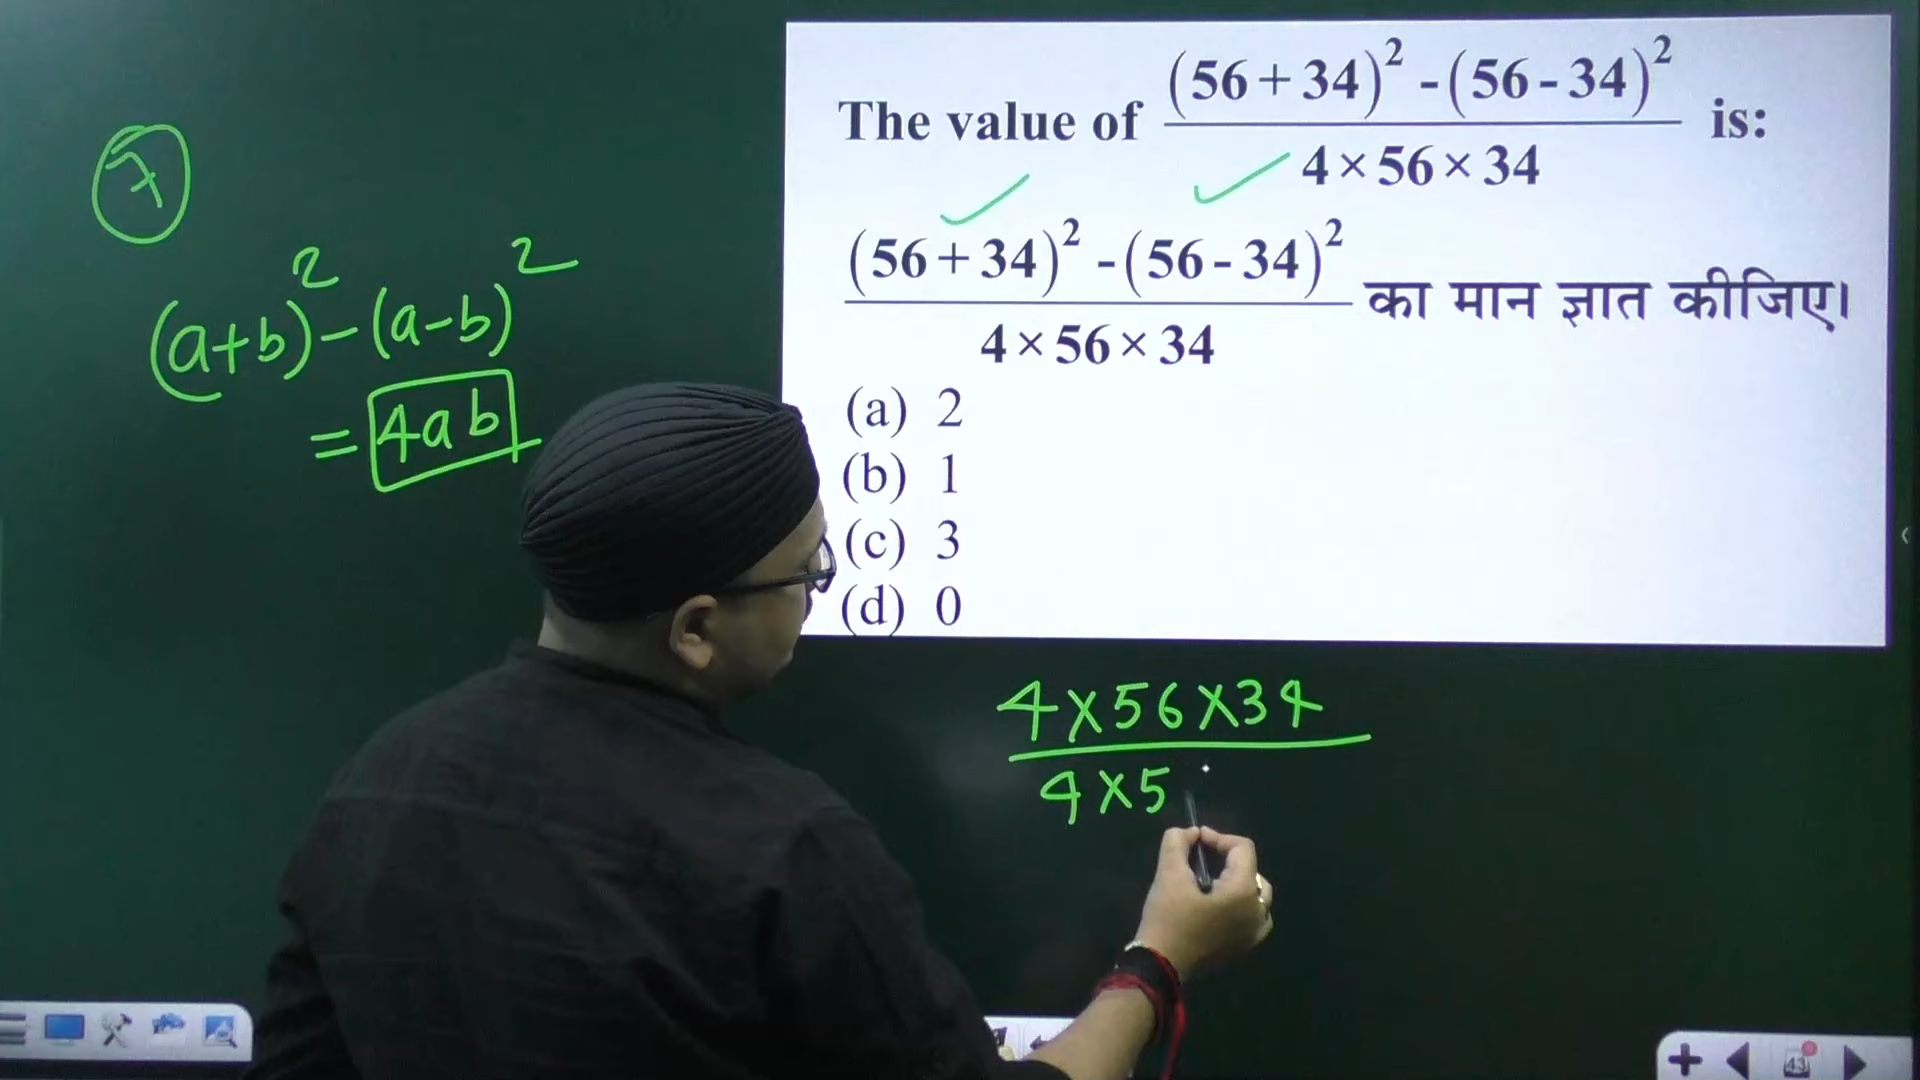 The value of (56+34)² -(56-34)² / 4×56×34 is:
(56+34)² -(56-34)² / 4×56×34 का मान ज्ञात कीजिए।
(a) 2
(b) 1
(c) 3
(d) 0
7
(a+b)²-(a-b)²
= 4ab
4×56×34
4×5
43